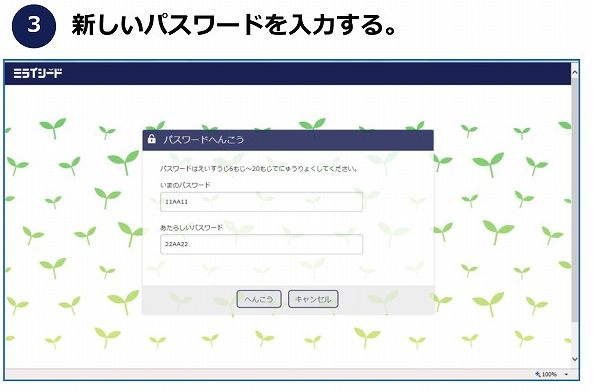 3 新しいパスワードを入力する。
ミライシード
パスワードへんこう
パスワードはえいすうじ6もじ～20もじでにゅうりょくしてください。
いまのパスワード
11AA11
あたらしいパスワード
22AA22
へんこう キャンセル
100%